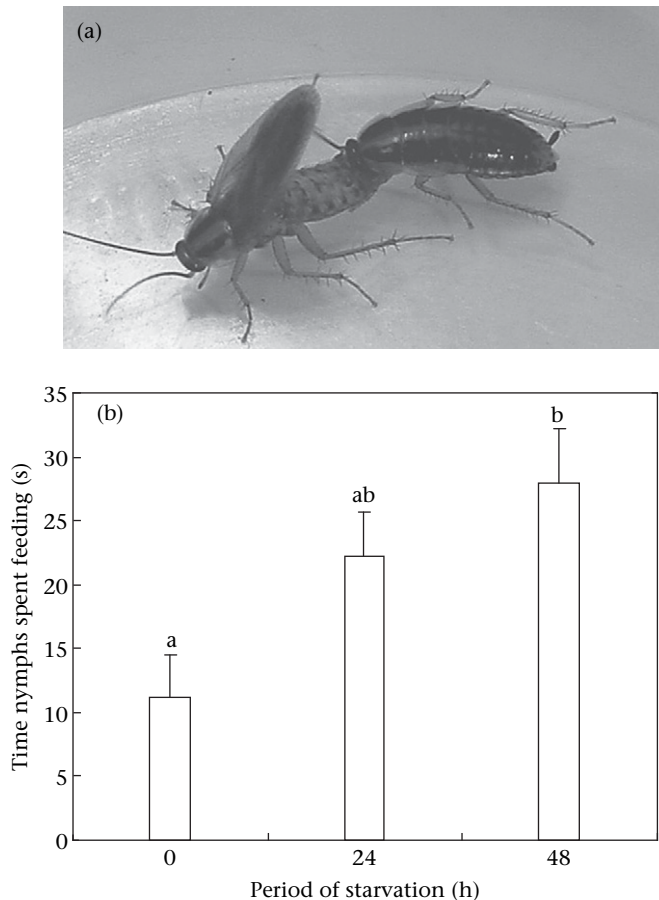 (a)
(b)
35
30
25
20
15
10
5
0
a
ab
b
0 24 48
Time nymphs spent feeding (s)
Period of starvation (h)